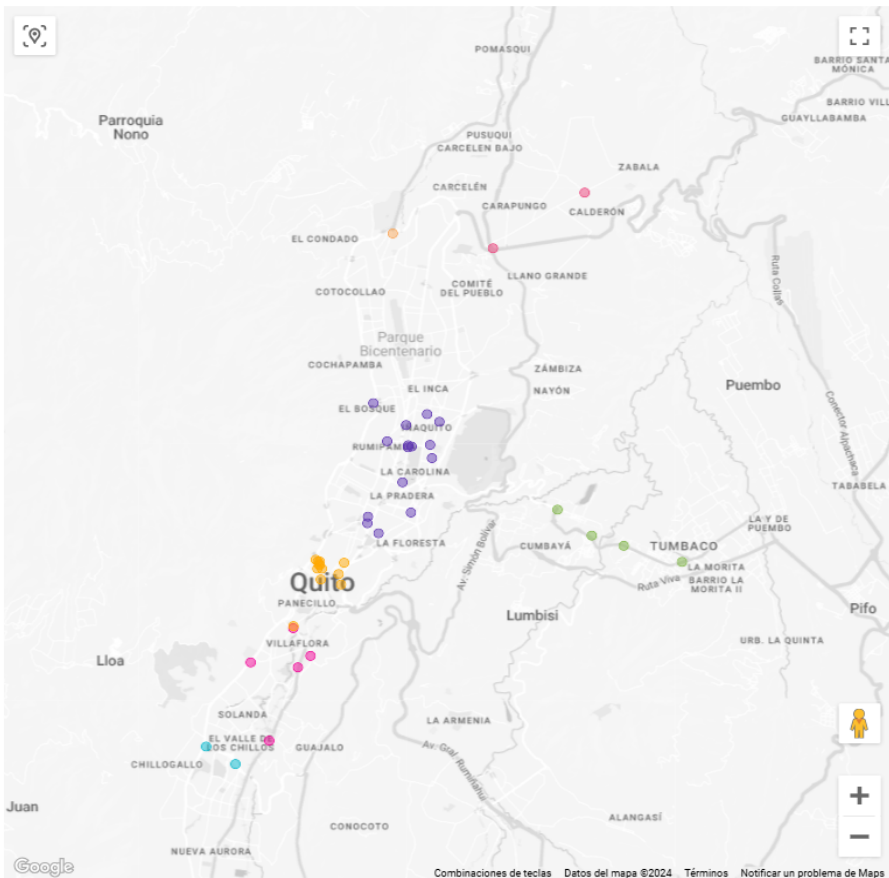 POMASQUI
BARRIO SANTA
MÓNICA
BARRIO VILL
GUAYLLABAMBA
Parroquia
Nono
PUSUQUI
CARCELEN BAJO
ZABALA
CARCELÉN
CARAPUNGO
CALDERÓN
EL CONDADO
LLANO GRANDE
COMITÉ
DEL PUEBLO
COTOCOLLAO
Ruta Collas
Parque
Bicentenario
COCHAPAMBA
ZÁMBIZA
EL INCA
NAYÓN
Puembo
EL BOSQUE
Conector Alpachaca
LA CAROLINA
TABABELA
LA PRADERA
LA Y DE
PUEMBO
LA FLORESTA
CUMBAYÁ
TUMBACO
Av. Simón Bolívar
LA MORITA
Ruta Viva
BARRIO LA
MORITA II
Quito
PANECILLO
Lumbisi
Pifo
VILLAFLORA
URB. LA QUINTA
Lloa
SOLANDA
LA ARMENIA
EL VALLE DE
LOS CHILLOS
GUAJALO
Av. Gral. Rumiñahui
CHILLOGALLO
Juan
CONOCOTO
ALANGASÍ
NUEVA AURORA
Google
Combinaciones de teclas Datos del mapa ©2024 Términos Notificar un problema de Maps